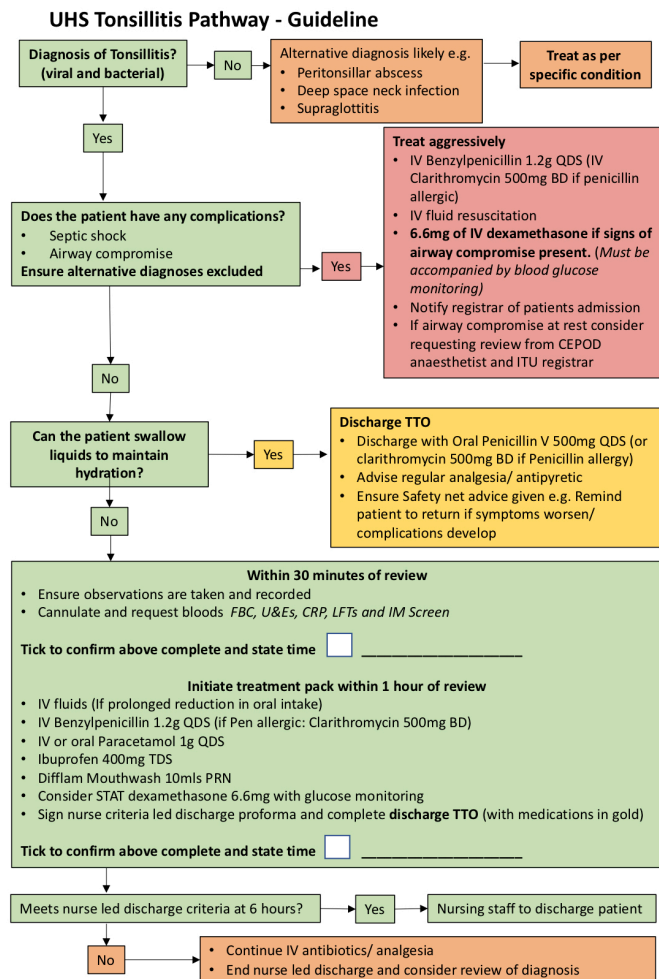 UHS Tonsillitis Pathway - Guideline
Diagnosis of Tonsillitis?
(viral and bacterial)
No
Alternative diagnosis likely e.g.
• Peritonsillar abscess
• Deep space neck infection
• Supraglottitis
Treat as per
specific condition
Yes
Does the patient have any complications?
• Septic shock
• Airway compromise
Ensure alternative diagnoses excluded
Yes
Treat aggressively
• IV Benzylpenicillin 1.2g QDS (IV
Clarithromycin 500mg BD if penicillin
allergic)
• IV fluid resuscitation
• 6.6mg of IV dexamethasone if signs of
airway compromise present. (Must be
accompanied by blood glucose
monitoring)
• Notify registrar of patients admission
• If airway compromise at rest consider
requesting review from CEPOD
anaesthetist and ITU registrar
No
Can the patient swallow
liquids to maintain
hydration?
Yes
Discharge TTO
• Discharge with Oral Penicillin V 500mg QDS (or
clarithromycin 500mg BD if Penicillin allergy)
• Advise regular analgesia/ antipyretic
• Ensure Safety net advice given e.g. Remind
patient to return if symptoms worsen/
complications develop
No
Within 30 minutes of review
• Ensure observations are taken and recorded
• Cannulate and request bloods FBC, U&Es, CRP, LFTs and IM Screen
Tick to confirm above complete and state time ______________________
Initiate treatment pack within 1 hour of review
• IV fluids (If prolonged reduction in oral intake)
• IV Benzylpenicillin 1.2g QDS (if Pen allergic: Clarithromycin 500mg BD)
• IV or oral Paracetamol 1g QDS
• Ibuprofen 400mg TDS
• Difflam Mouthwash 10mls PRN
• Consider STAT dexamethasone 6.6mg with glucose monitoring
• Sign nurse criteria led discharge proforma and complete discharge TTO (with medications in gold)
Tick to confirm above complete and state time ______________________
Meets nurse led discharge criteria at 6 hours?
Yes
Nursing staff to discharge patient
No
• Continue IV antibiotics/ analgesia
• End nurse led discharge and consider review of diagnosis